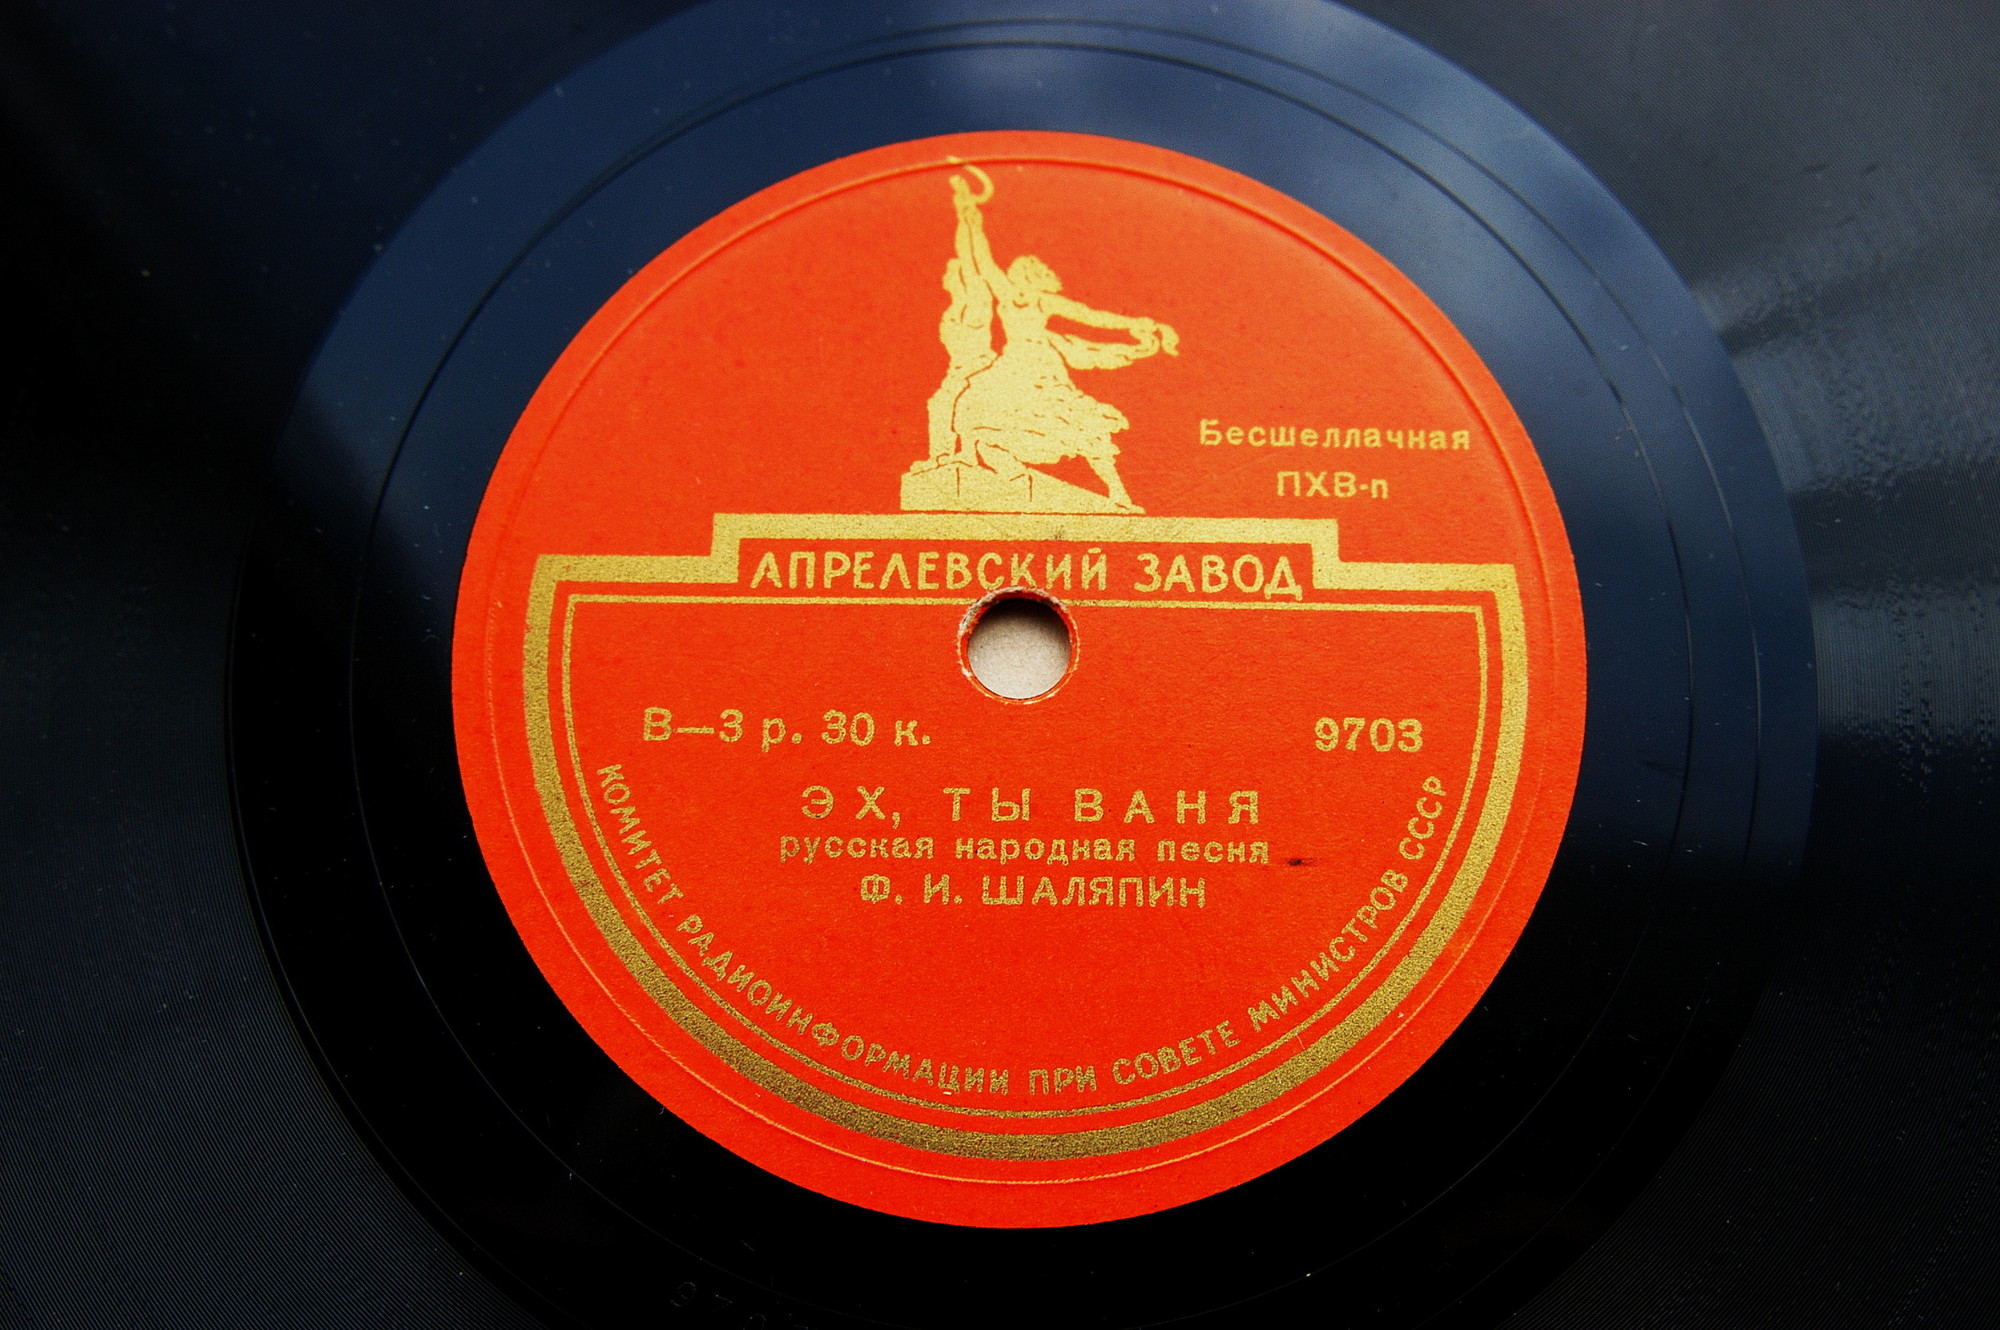 Бесшеллачная
ПХВ-п
АПРЕЛЕВСКИЙ ЗАВОД
В—3 р. 30 к.
9703
ЭХ, ТЫ ВАНЯ
русская народная песня
Ф. И. ШАЛЯПИН
КОМИТЕТ РАДИОИНФОРМАЦИИ ПРИ СОВЕТЕ МИНИСТРОВ СССР